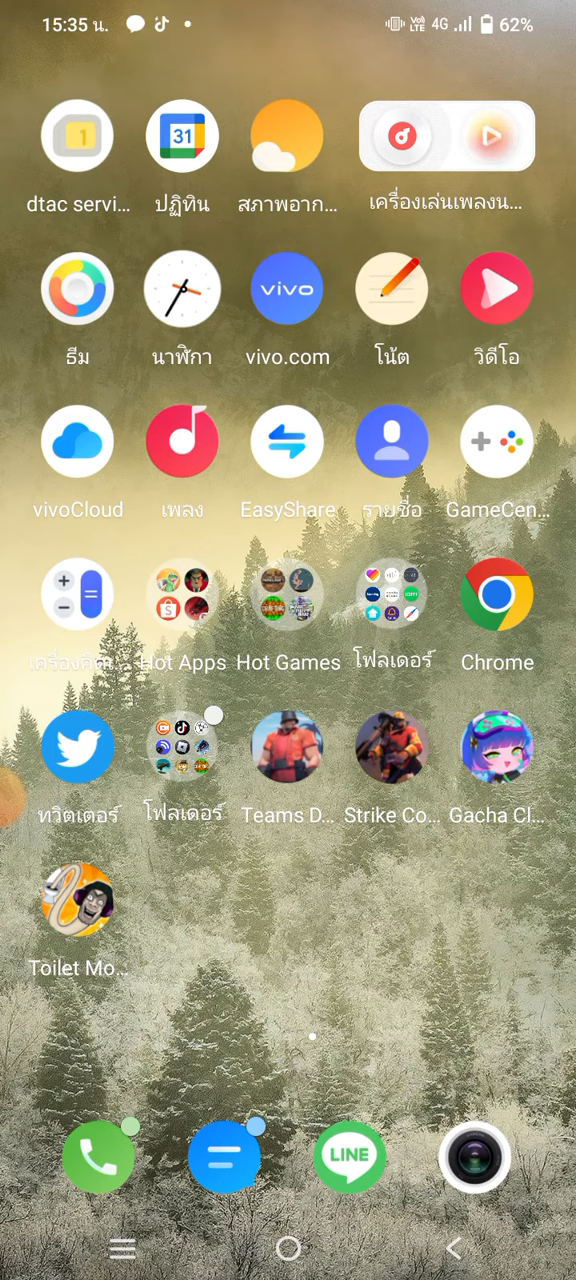 15:35 น.
Vo)) LTE 4G 62%
1
31
dtac servi...
ปฏิทิน
สภาพอาก...
เครื่องเล่นเพลงน...
vivo
ธีม
นาฬิกา
vivo.com
โน้ต
วิดีโอ
vivoCloud
เพลง
EasyShare
รายชื่อ
GameCen...
เครื่องคิด...
Hot Apps
Hot Games
โฟลเดอร์
Chrome
ทวิตเตอร์
โฟลเดอร์
Teams D...
Strike Co...
Gacha Cl...
Toilet Mo...
LINE